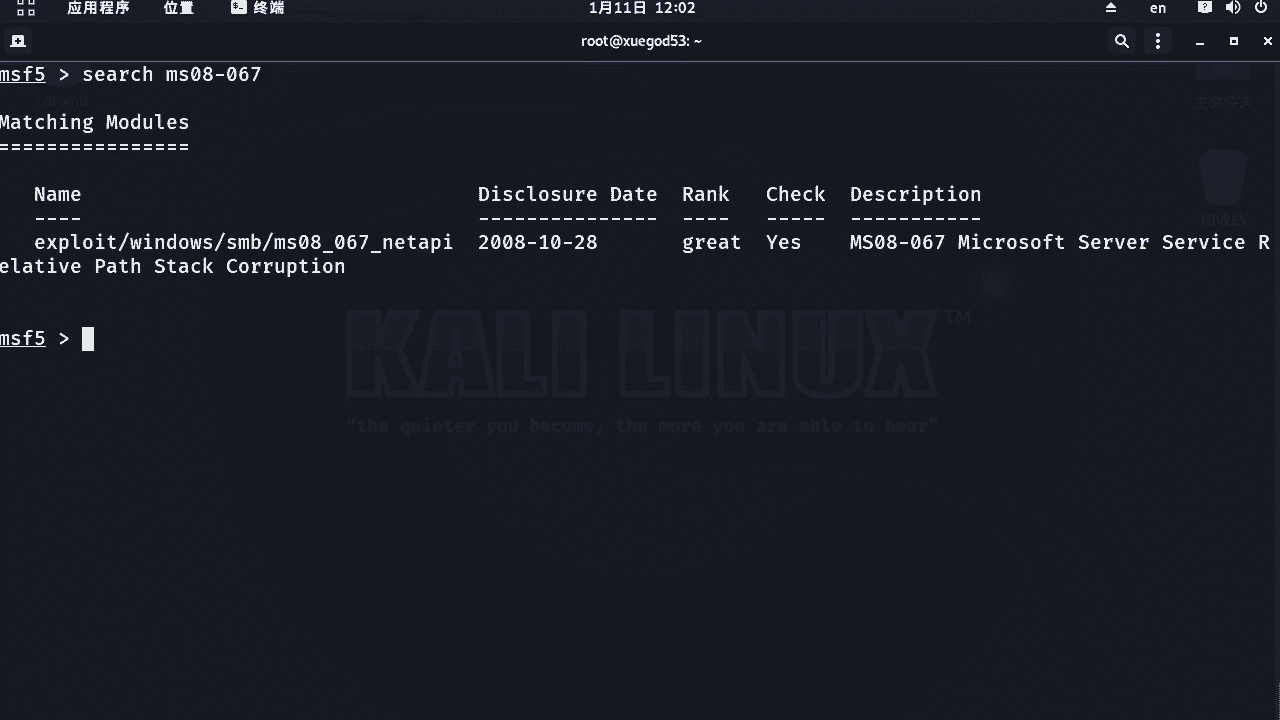 应用程序 位置 终端 1月11日 12:02 en
root@xuegod53: ~
msf5 > search ms08-067
cdrom0
主文件夹
Matching Modules
================
Name Disclosure Date Rank Check Description
---- --------------- ---- ----- -----------
回收站
exploit/windows/smb/ms08_067_netapi 2008-10-28 great Yes MS08-067 Microsoft Server Service R
elative Path Stack Corruption
KALI LINUX™
msf5 >
"the quieter you become, the more you are able to hear"